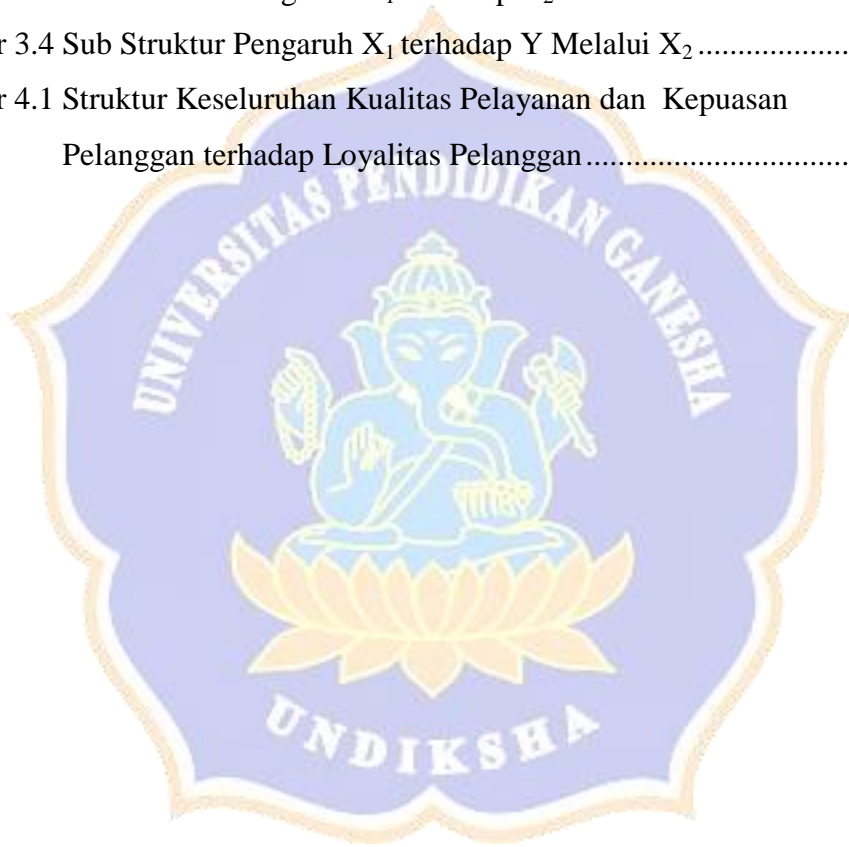 r 3.4 Sub Struktur Pengaruh X₁ terhadap Y Melalui X₂....................
r 4.1 Struktur Keseluruhan Kualitas Pelayanan dan Kepuasan
Pelanggan terhadap Loyalitas Pelanggan................................
UNIVERSITAS PENDIDIKAN GANESHA
UNDIKSHA